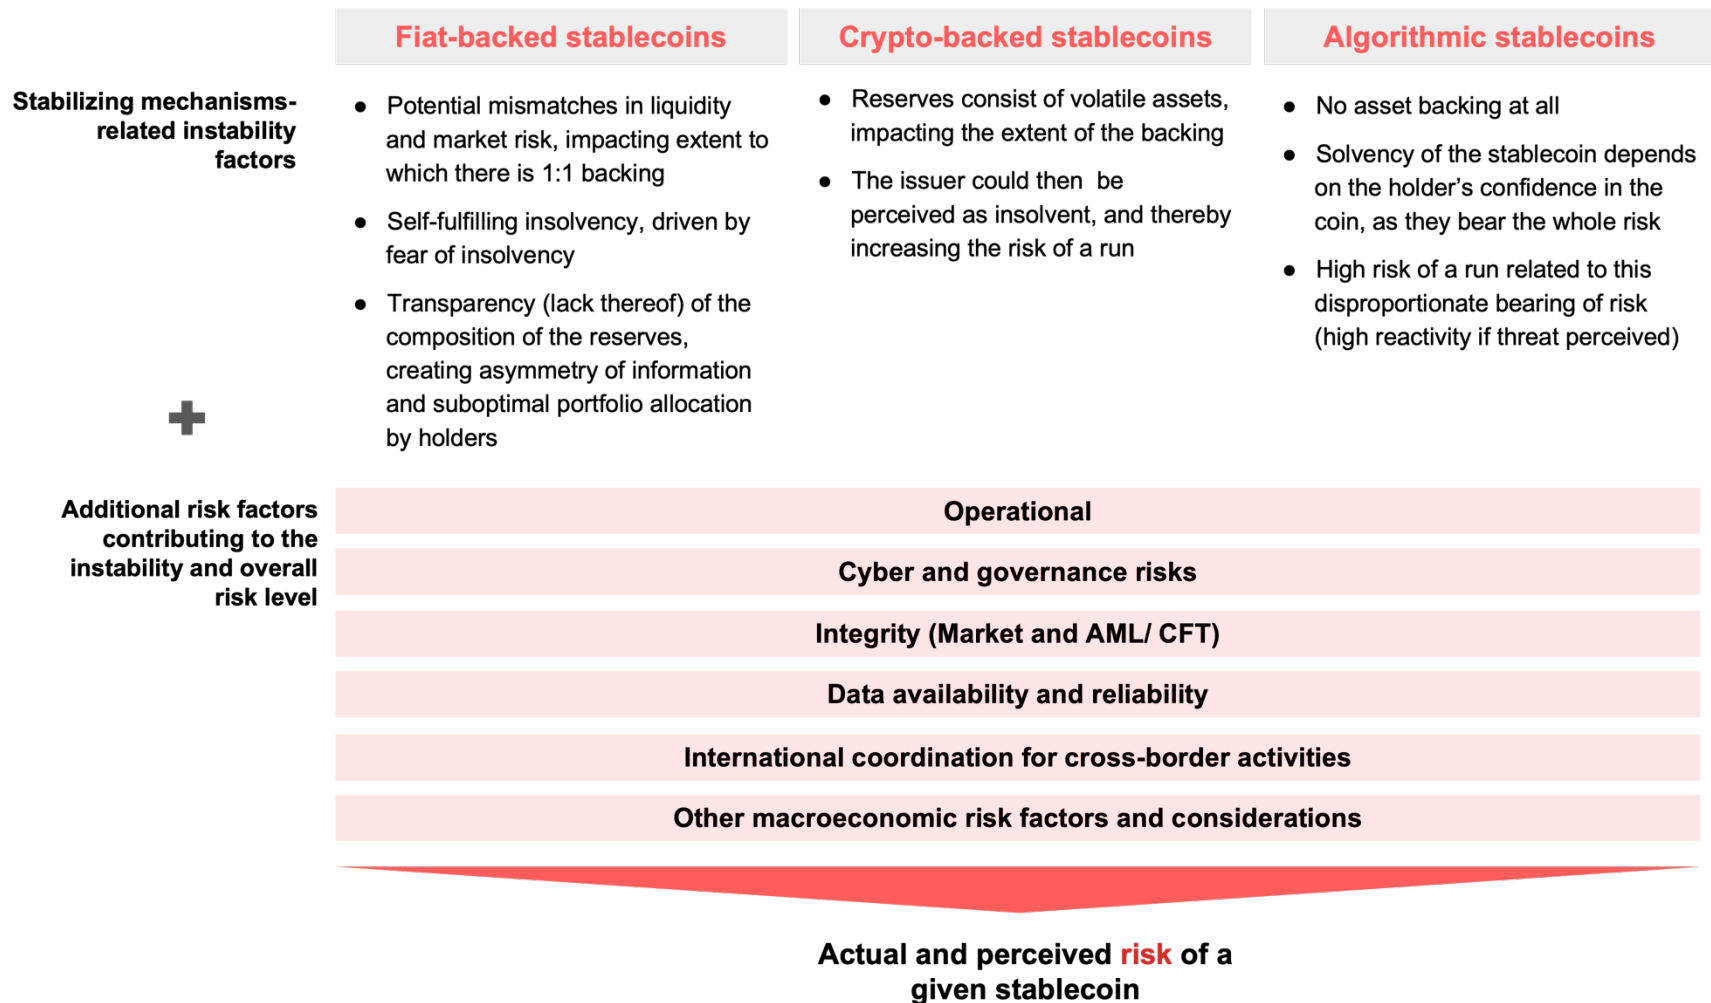 Fiat-backed stablecoins
Crypto-backed stablecoins
Algorithmic stablecoins
Stabilizing mechanisms-
related instability
factors
● Potential mismatches in liquidity
and market risk, impacting extent to
which there is 1:1 backing
● Self-fulfilling insolvency, driven by
fear of insolvency
● Transparency (lack thereof) of the
composition of the reserves,
creating asymmetry of information
and suboptimal portfolio allocation
by holders
● Reserves consist of volatile assets,
impacting the extent of the backing
● The issuer could then be
perceived as insolvent, and thereby
increasing the risk of a run
● No asset backing at all
● Solvency of the stablecoin depends
on the holder’s confidence in the
coin, as they bear the whole risk
● High risk of a run related to this
disproportionate bearing of risk
(high reactivity if threat perceived)
Additional risk factors
contributing to the
instability and overall
risk level
Operational
Cyber and governance risks
Integrity (Market and AML/ CFT)
Data availability and reliability
International coordination for cross-border activities
Other macroeconomic risk factors and considerations
Actual and perceived risk of a
given stablecoin